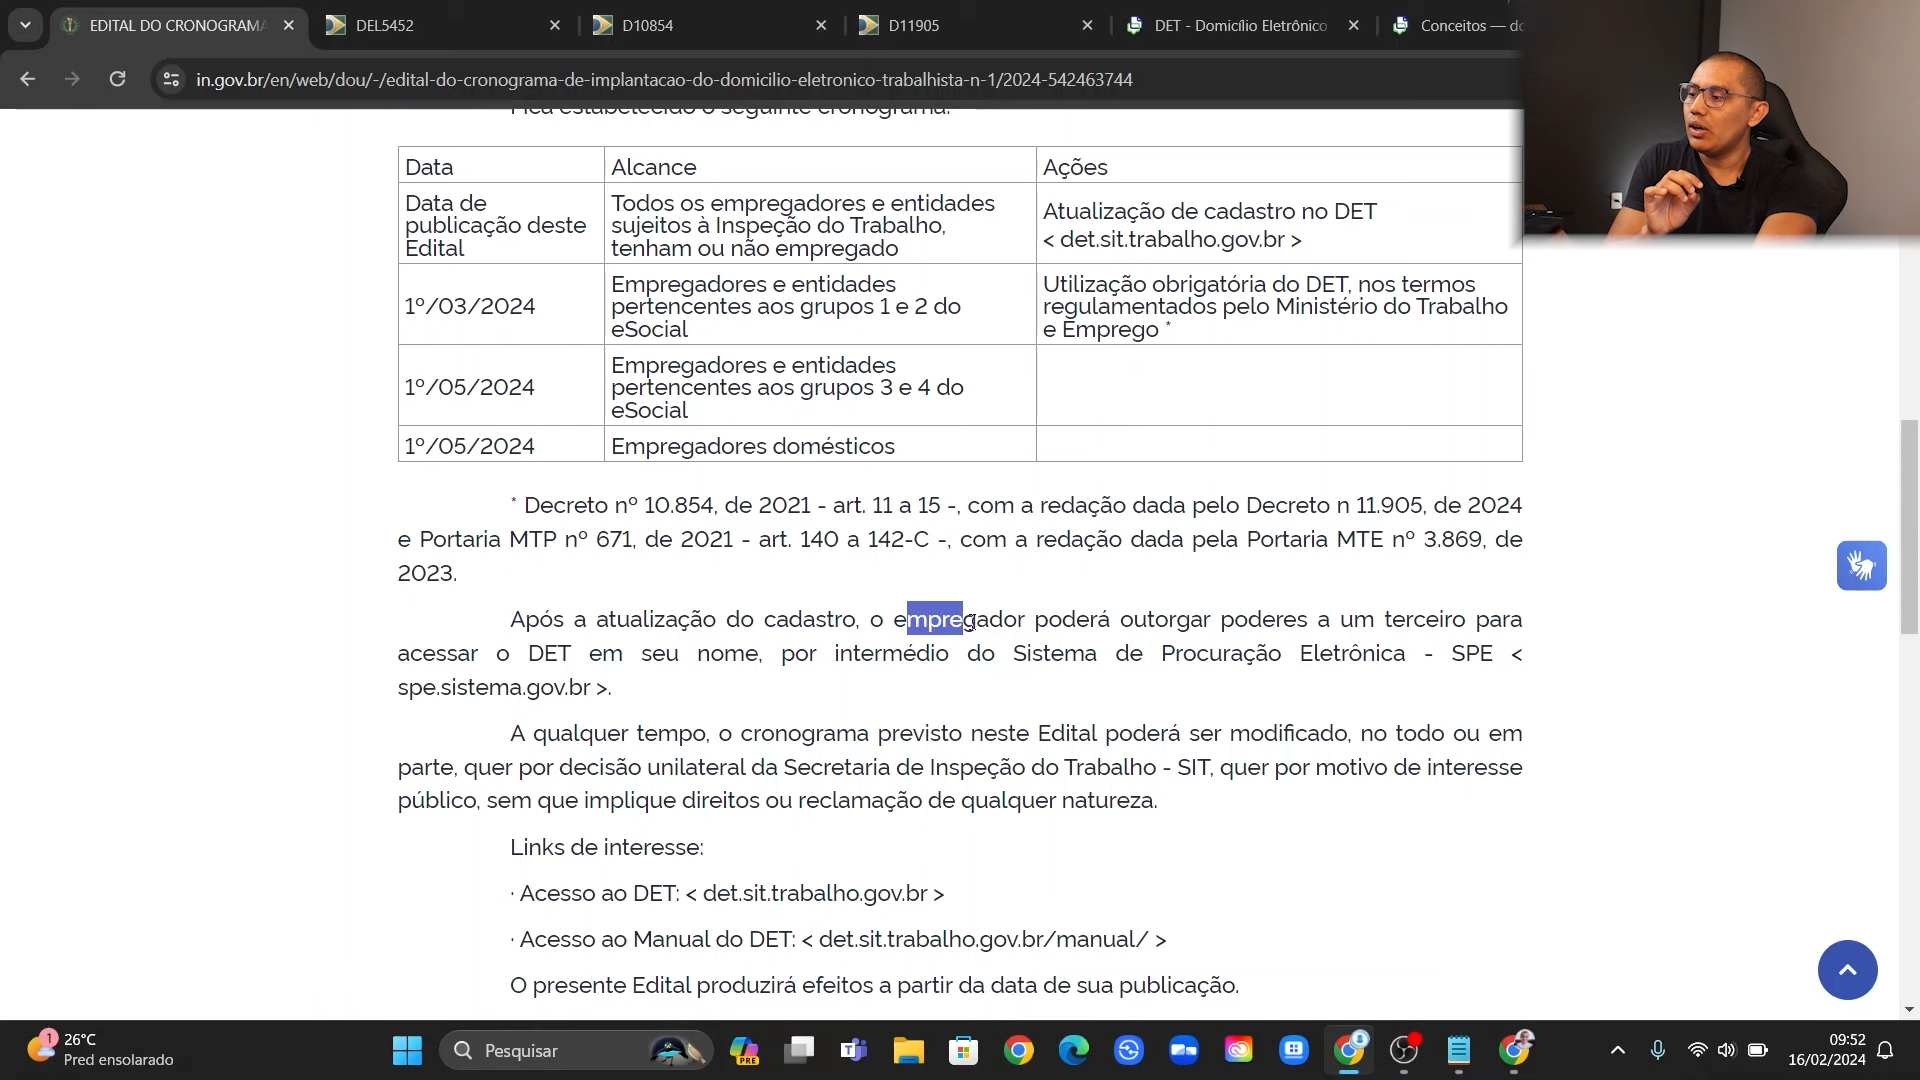 EDITAL DO CRONOGRAMA
DEL5452
D10854
D11905
DET - Domicílio Eletrônico
Conceitos — do
in.gov.br/en/web/dou/-/edital-do-cronograma-de-implantacao-do-domicilio-eletronico-trabalhista-n-1/2024-542463744
Fica estabelecido o seguinte cronograma:
Data
Alcance
Ações
Data de
publicação deste
Edital
Todos os empregadores e entidades
sujeitos à Inspeção do Trabalho,
tenham ou não empregado
Atualização de cadastro no DET
< det.sit.trabalho.gov.br >
1º/03/2024
Empregadores e entidades
pertencentes aos grupos 1 e 2 do
eSocial
Utilização obrigatória do DET, nos termos
regulamentados pelo Ministério do Trabalho
e Emprego *
1º/05/2024
Empregadores e entidades
pertencentes aos grupos 3 e 4 do
eSocial
1º/05/2024
Empregadores domésticos
* Decreto nº 10.854, de 2021 - art. 11 a 15 -, com a redação dada pelo Decreto n 11.905, de 2024
e Portaria MTP nº 671, de 2021 - art. 140 a 142-C -, com a redação dada pela Portaria MTE nº 3.869, de
2023.
Após a atualização do cadastro, o empregador poderá outorgar poderes a um terceiro para
acessar o DET em seu nome, por intermédio do Sistema de Procuração Eletrônica - SPE <
spe.sistema.gov.br >.
A qualquer tempo, o cronograma previsto neste Edital poderá ser modificado, no todo ou em
parte, quer por decisão unilateral da Secretaria de Inspeção do Trabalho - SIT, quer por motivo de interesse
público, sem que implique direitos ou reclamação de qualquer natureza.
Links de interesse:
· Acesso ao DET: < det.sit.trabalho.gov.br >
· Acesso ao Manual do DET: < det.sit.trabalho.gov.br/manual/ >
O presente Edital produzirá efeitos a partir da data de sua publicação.
1
26°C
Pred ensolarado
Pesquisar
PRE
09:52
16/02/2024